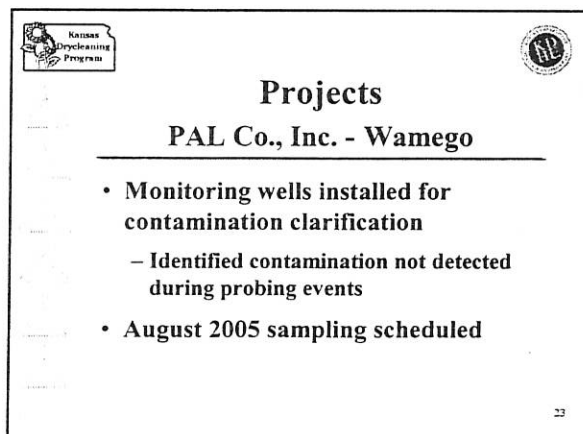 Kansas
Drycleaning
Program
Projects
PAL Co., Inc. - Wamego
• Monitoring wells installed for
contamination clarification
– Identified contamination not detected
during probing events
• August 2005 sampling scheduled
23